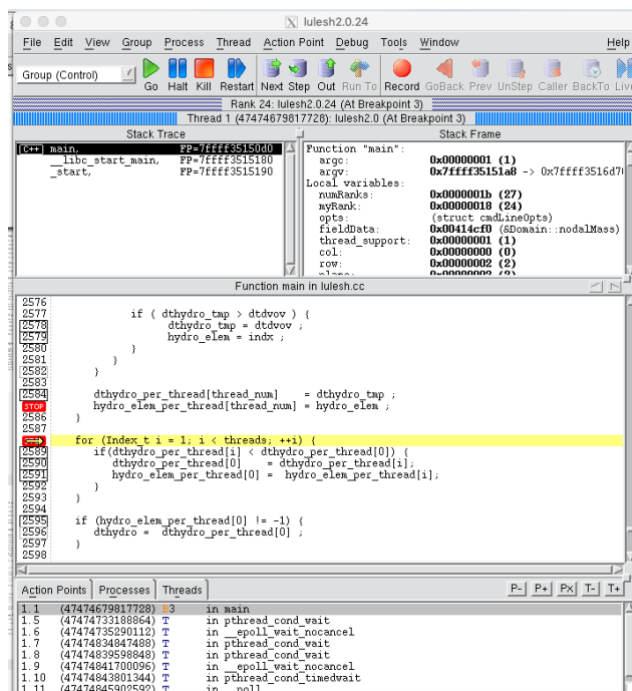 lulesh2.0.24
File Edit View Group Process Thread Action Point Debug Tools Window Help
Group (Control) Go Halt Kill Restart Next Step Out Run To Record GoBack Prev UnStep Caller BackTo Live
Rank 24: lulesh2.0.24 (At Breakpoint 3)
Thread 1 (47474679817728): lulesh2.0 (At Breakpoint 3)
Stack Trace
C++ main, FP=7ffff35150d0
__libc_start_main, FP=7ffff3515180
_start, FP=7ffff3515190
Stack Frame
Function "main":
argc: 0x00000001 (1)
argv: 0x7ffff35151a8 -> 0x7ffff3516d7
Local variables:
numRanks: 0x0000001b (27)
myRank: 0x00000018 (24)
opts: (struct cmdLineOpts)
fieldData: 0x00414cf0 (&Domain::nodalMass)
thread_support: 0x00000001 (1)
col: 0x00000000 (0)
row: 0x00000002 (2)
plane: 0x00000002 (2)
Function main in lulesh.cc
2576
2577 if ( dthydro_tmp > dtdvov ) {
2578 dthydro_tmp = dtdvov ;
2579 hydro_elem = indx ;
2580 }
2581 }
2582 }
2583
2584 dthydro_per_thread[thread_num] = dthydro_tmp ;
STOP hydro_elem_per_thread[thread_num] = hydro_elem ;
2586 }
2587
for (Index_t i = 1; i < threads; ++i) {
2589 if(dthydro_per_thread[i] < dthydro_per_thread[0]) {
2590 dthydro_per_thread[0] = dthydro_per_thread[i];
2591 hydro_elem_per_thread[0] = hydro_elem_per_thread[i];
2592 }
2593 }
2594
2595 if (hydro_elem_per_thread[0] != -1) {
2596 dthydro = dthydro_per_thread[0] ;
2597 }
2598
Action Points Processes Threads P- P+ Px T- T+
1.1 (47474679817728) B3 in main
1.5 (47474733188864) T in pthread_cond_wait
1.6 (47474735290112) T in __epoll_wait_nocancel
1.7 (47474834847488) T in pthread_cond_wait
1.8 (47474839598848) T in pthread_cond_wait
1.9 (47474841700096) T in __epoll_wait_nocancel
1.10 (47474843801344) T in pthread_cond_timedwait
1.11 (47474845902592) T in __poll